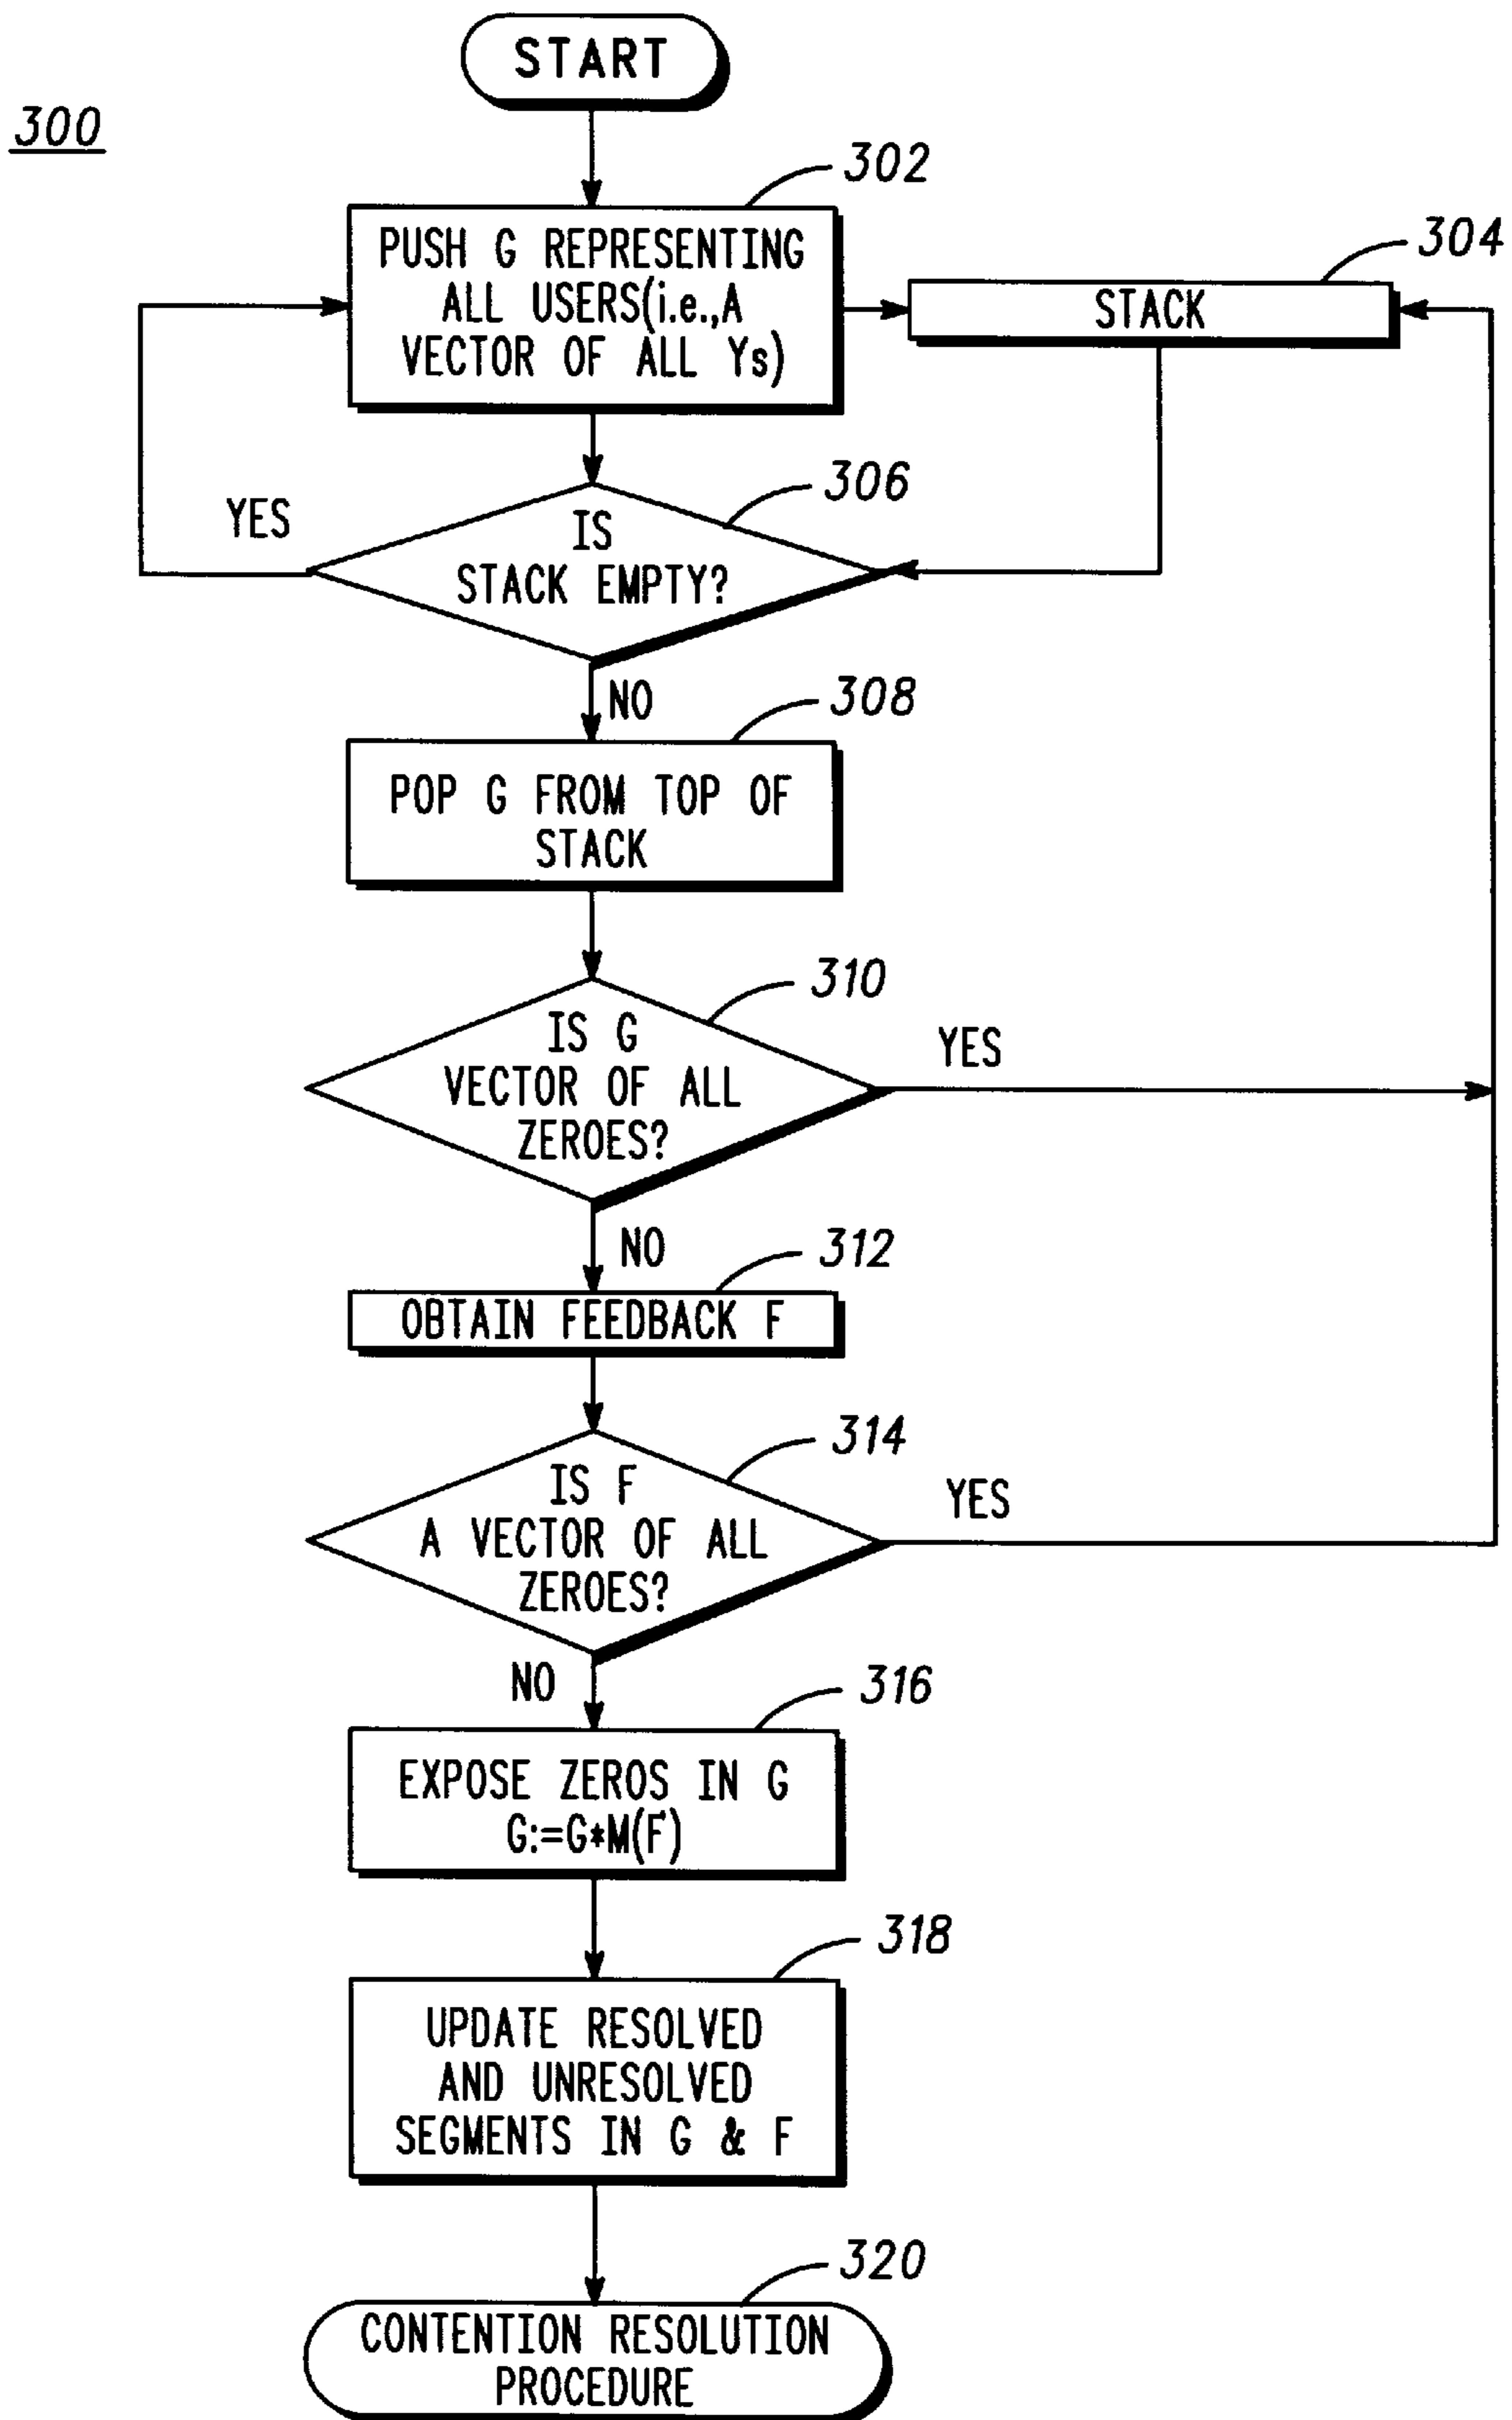 START
300
302
PUSH G REPRESENTING
ALL USERS(i.e.,A
VECTOR OF ALL Ys)
304
STACK
306
YES
IS
STACK EMPTY?
NO
308
POP G FROM TOP OF
STACK
310
IS G
VECTOR OF ALL
ZEROES?
YES
NO
312
OBTAIN FEEDBACK F
314
IS F
A VECTOR OF ALL
ZEROES?
YES
NO
316
EXPOSE ZEROS IN G
G:=G*M(F)
318
UPDATE RESOLVED
AND UNRESOLVED
SEGMENTS IN G & F
320
CONTENTION RESOLUTION
PROCEDURE